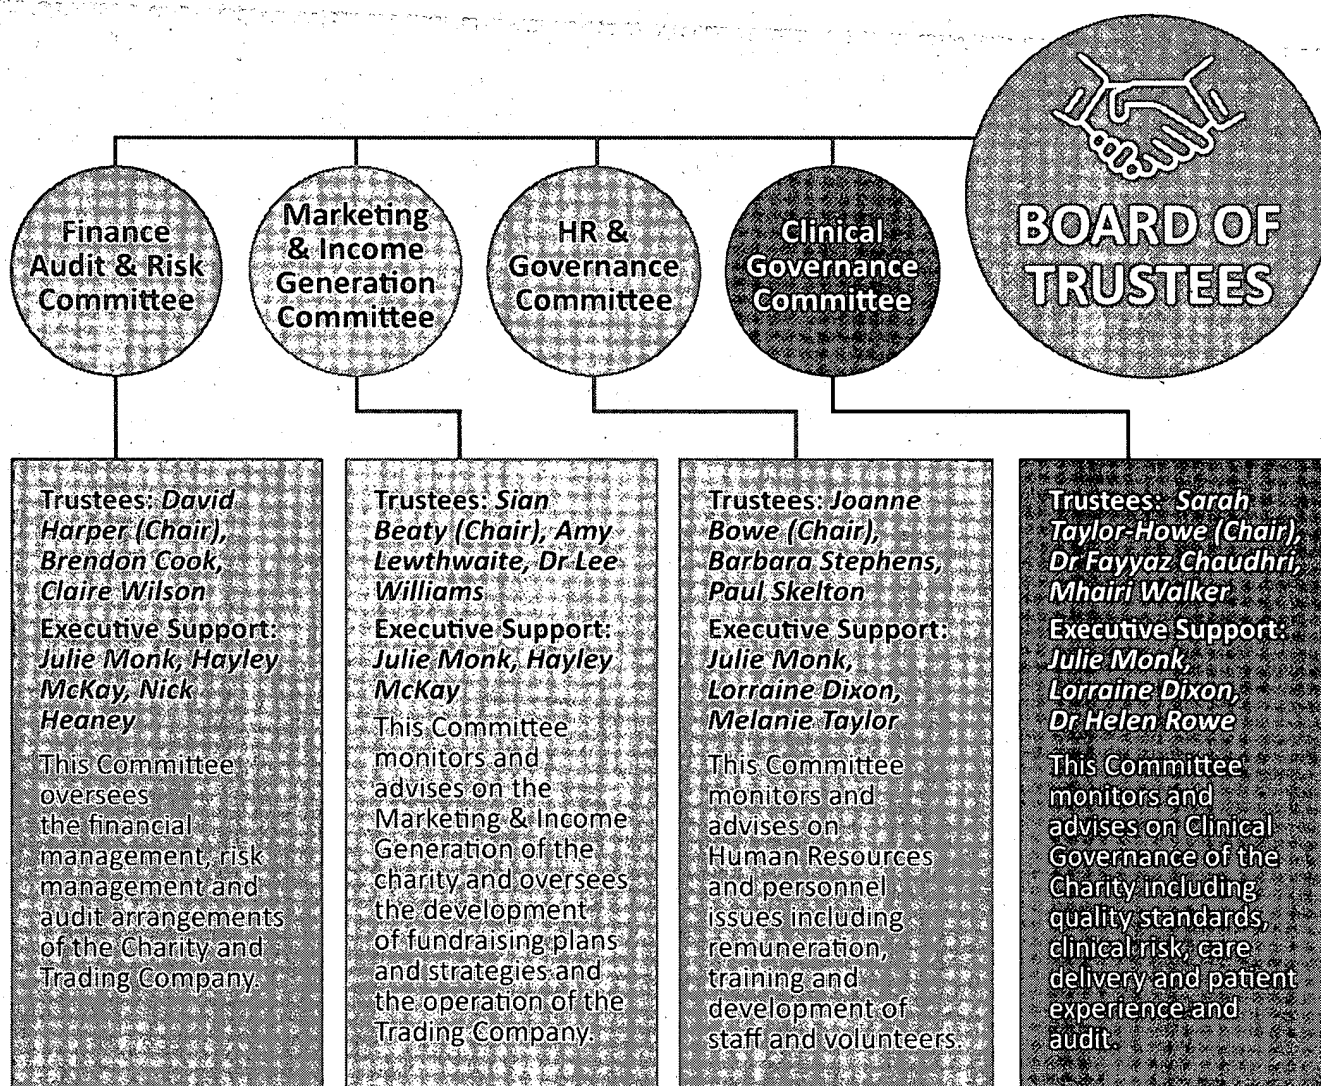 BOARD OF
TRUSTEES
Finance
Audit & Risk
Committee
Marketing
& Income
Generation
Committee
HR &
Governance
Committee
Clinical
Governance
Committee
Trustees: David
Harper (Chair),
Brendon Cook,
Claire Wilson
Executive Support:
Julie Monk, Hayley
McKay, Nick
Heaney
This Committee
oversees
the financial
management, risk
management and
audit arrangements
of the Charity and
Trading Company.
Trustees: Sian
Beaty (Chair), Amy
Lewthwaite, Dr Lee
Williams
Executive Support:
Julie Monk, Hayley
McKay
This Committee
monitors and
advises on the
Marketing & Income
Generation of the
charity and oversees
the development
of fundraising plans
and strategies and
the operation of the
Trading Company.
Trustees: Joanne
Bowe (Chair),
Barbara Stephens,
Paul Skelton
Executive Support:
Julie Monk,
Lorraine Dixon,
Melanie Taylor
This Committee
monitors and
advises on
Human Resources
and personnel
issues including
remuneration,
training and
development of
staff and volunteers.
Trustees: Sarah
Taylor-Howe (Chair),
Dr Fayyaz Chaudhri,
Mhairi Walker
Executive Support:
Julie Monk,
Lorraine Dixon,
Dr Helen Rowe
This Committee
monitors and
advises on Clinical
Governance of the
Charity including
quality standards,
clinical risk, care
delivery and patient
experience and
audit.